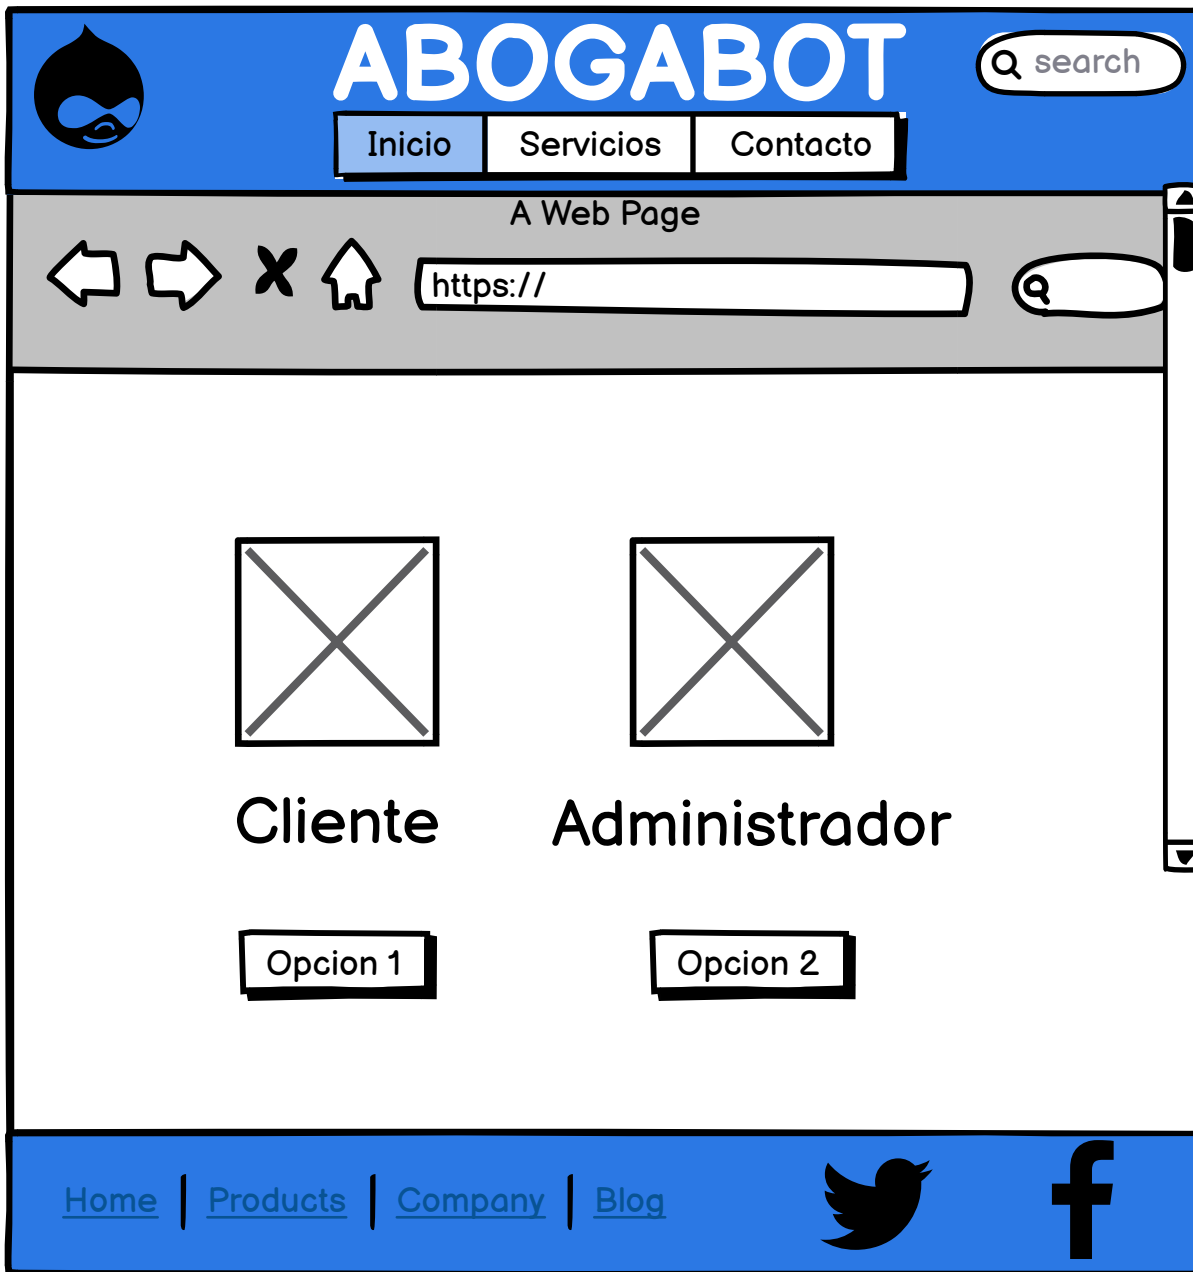 ABOGABOT
search
Inicio Servicios Contacto
A Web Page
https://
Cliente Administrador
Opcion 1 Opcion 2
Home Products Company Blog